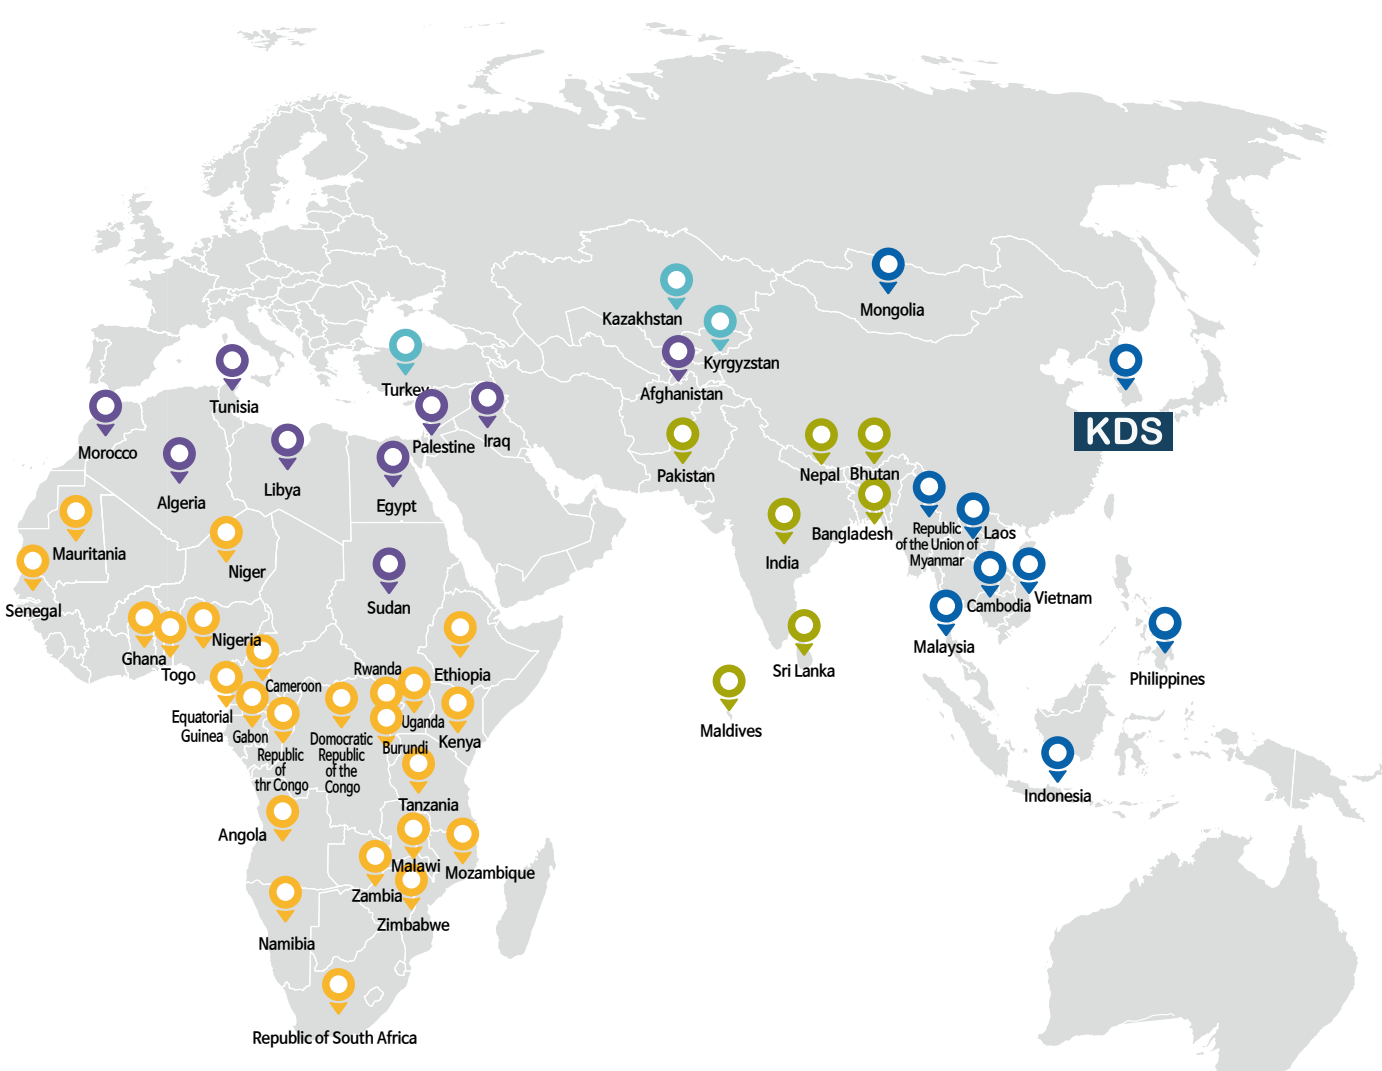 Mongolia
Kazakhstan
Kyrgyzstan
Turkey
Afghanistan
Tunisia
KDS
Morocco
Palestine
Iraq
Pakistan
Nepal
Bhutan
Libya
Algeria
Egypt
Bangladesh
Republic
of the Union of
Myanmar
Laos
Mauritania
India
Niger
Senegal
Sudan
Cambodia
Vietnam
Nigeria
Ghana
Togo
Malaysia
Rwanda
Ethiopia
Sri Lanka
Philippines
Cameroon
Equatorial
Guinea
Gabon
Uganda
Maldives
Republic
of
thr Congo
Domocratic
Republic
of the
Congo
Burundi
Kenya
Tanzania
Indonesia
Angola
Malawi
Mozambique
Zambia
Zimbabwe
Namibia
Republic of South Africa